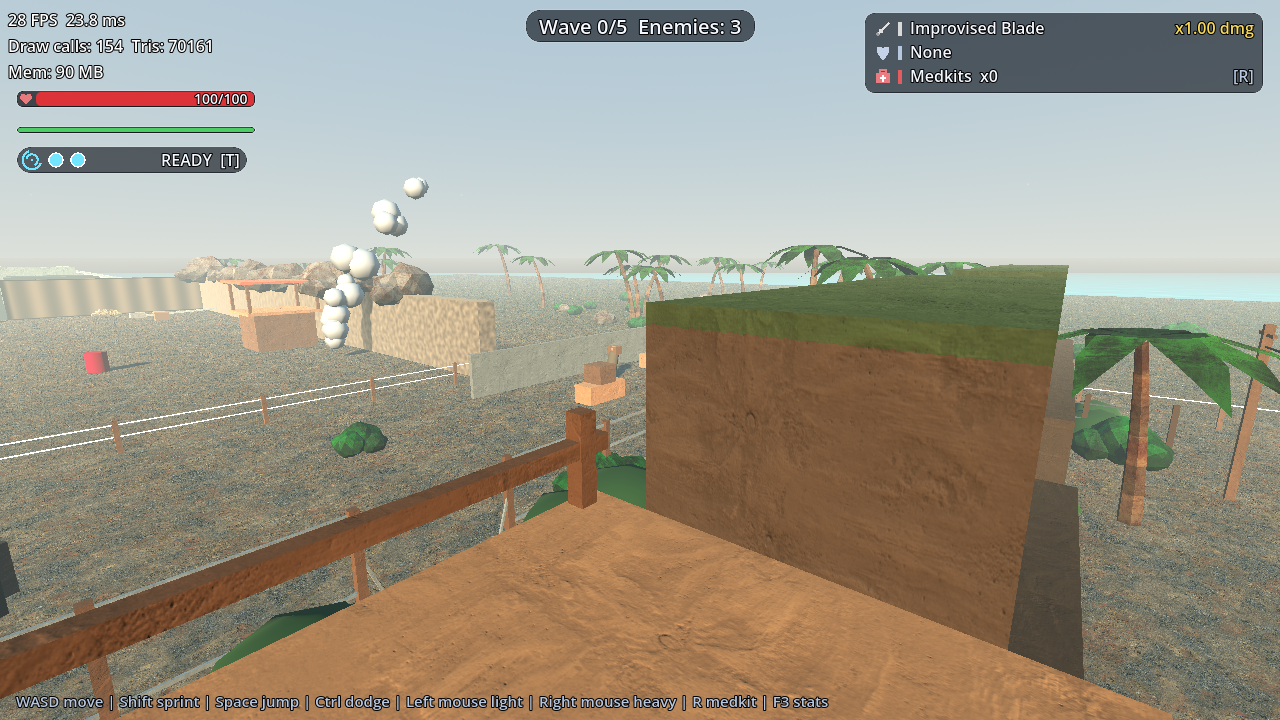 28 FPS 23.8 ms
Draw calls: 154 Tris: 70161
Mem: 90 MB
100/100
READY [T]
Wave 0/5 Enemies: 3
Improvised Blade x1.00 dmg
None
Medkits x0 [R]
WASD move | Shift sprint | Space jump | Ctrl dodge | Left mouse light | Right mouse heavy | R medkit | F3 stats